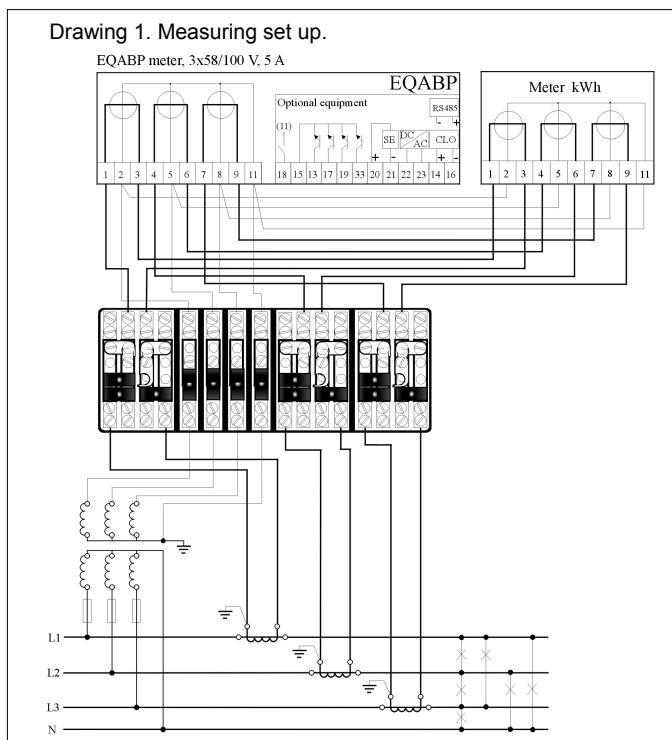 Drawing 1. Measuring set up.
EQABP meter, 3x58/100 V, 5 A
EQABP
Optional equipment
RS485
- +
(11)
SE DC AC CLO
+ - + -
1 2 3 4 5 6 7 8 9 11
18 15 13 17 19 33 20 21 22 23 14 16
Meter kWh
1 2 3 4 5 6 7 8 9 11
L1
L2
L3
N